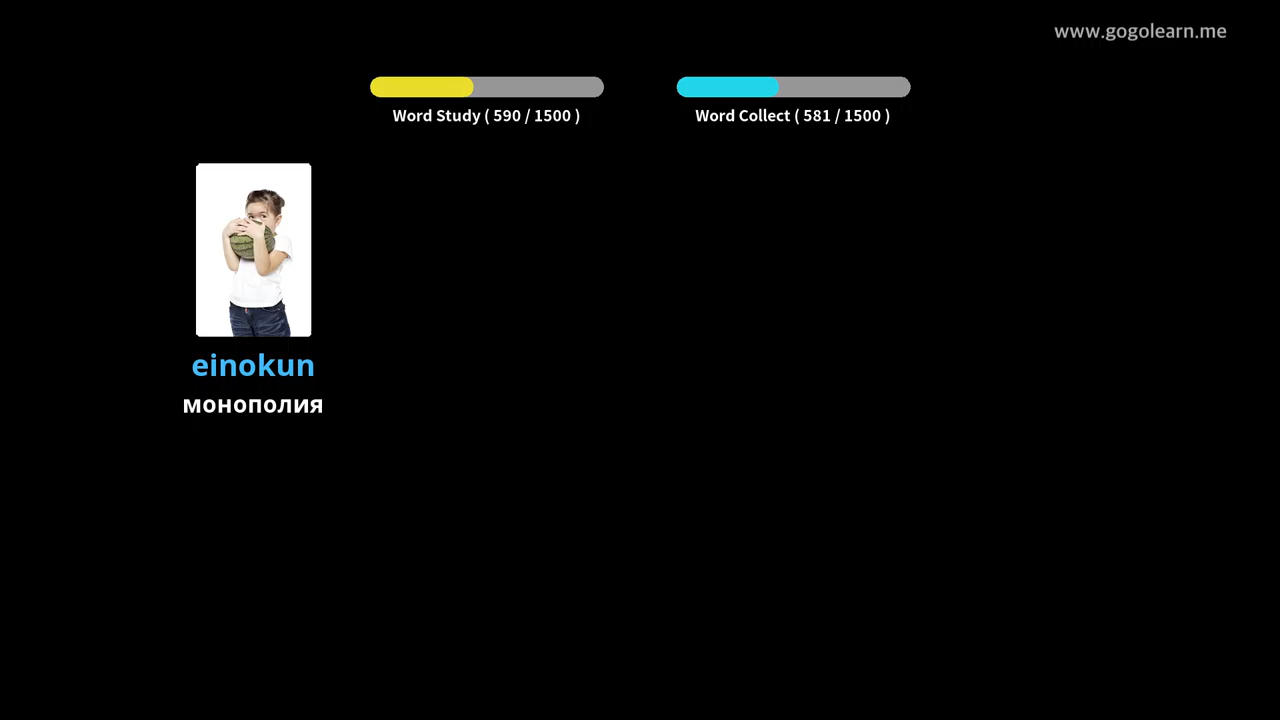 www.gogolearn.me
Word Study ( 590 / 1500 )
Word Collect ( 581 / 1500 )
einokun
монополия